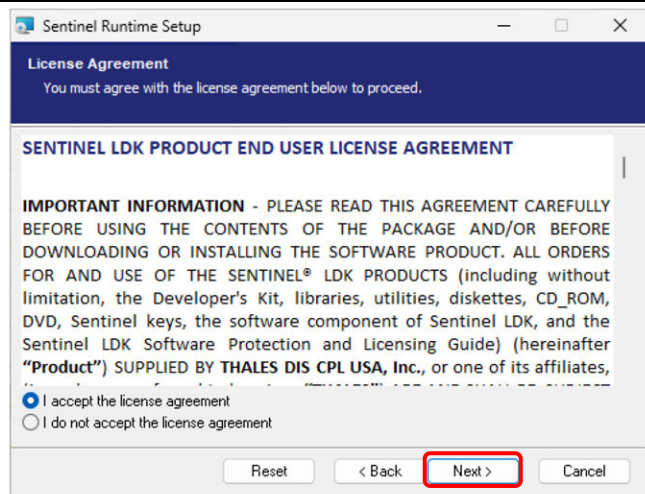 Sentinel Runtime Setup
License Agreement
You must agree with the license agreement below to proceed.
SENTINEL LDK PRODUCT END USER LICENSE AGREEMENT
IMPORTANT INFORMATION - PLEASE READ THIS AGREEMENT CAREFULLY
BEFORE USING THE CONTENTS OF THE PACKAGE AND/OR BEFORE
DOWNLOADING OR INSTALLING THE SOFTWARE PRODUCT. ALL ORDERS
FOR AND USE OF THE SENTINEL® LDK PRODUCTS (including without
limitation, the Developer's Kit, libraries, utilities, diskettes, CD_ROM,
DVD, Sentinel keys, the software component of Sentinel LDK, and the
Sentinel LDK Software Protection and Licensing Guide) (hereinafter
“Product”) SUPPLIED BY THALES DIS CPL USA, Inc., or one of its affiliates,
I accept the license agreement
I do not accept the license agreement
Reset
< Back
Next >
Cancel